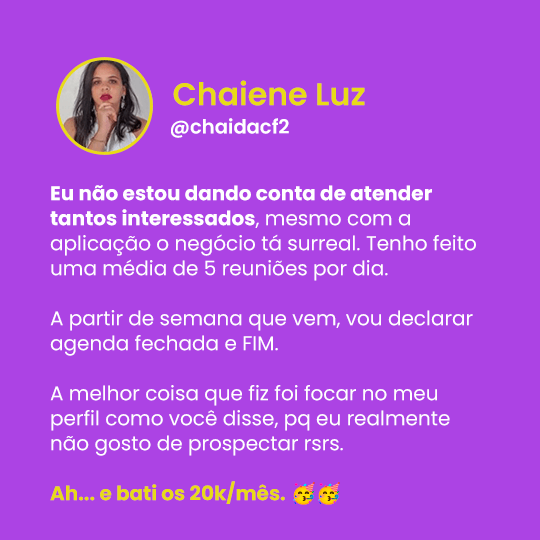 Chaiene Luz
@chaidacf2
Eu não estou dando conta de atender
tantos interessados, mesmo com a
aplicação o negócio tá surreal. Tenho feito
uma média de 5 reuniões por dia.
A partir de semana que vem, vou declarar
agenda fechada e FIM.
A melhor coisa que fiz foi focar no meu
perfil como você disse, pq eu realmente
não gosto de prospectar rsrs.
Ah... e bati os 20k/mês. 🥳🥳